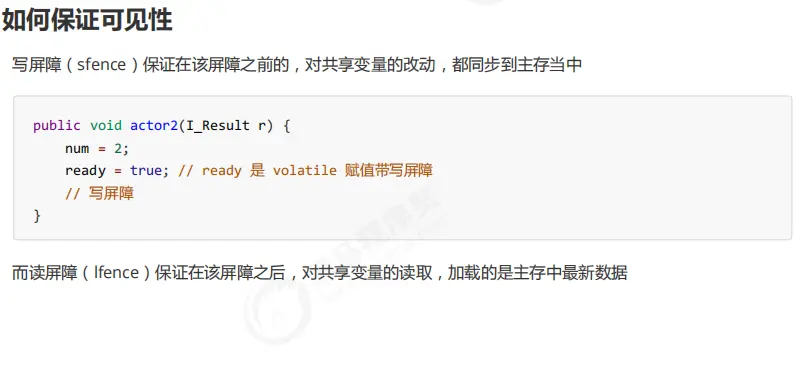 如何保证可见性
写屏障（sfence）保证在该屏障之前的，对共享变量的改动，都同步到主存当中
public void actor2(I_Result r) {
    num = 2;
    ready = true; // ready 是 volatile 赋值带写屏障
    // 写屏障
}
而读屏障（lfence）保证在该屏障之后，对共享变量的读取，加载的是主存中最新数据